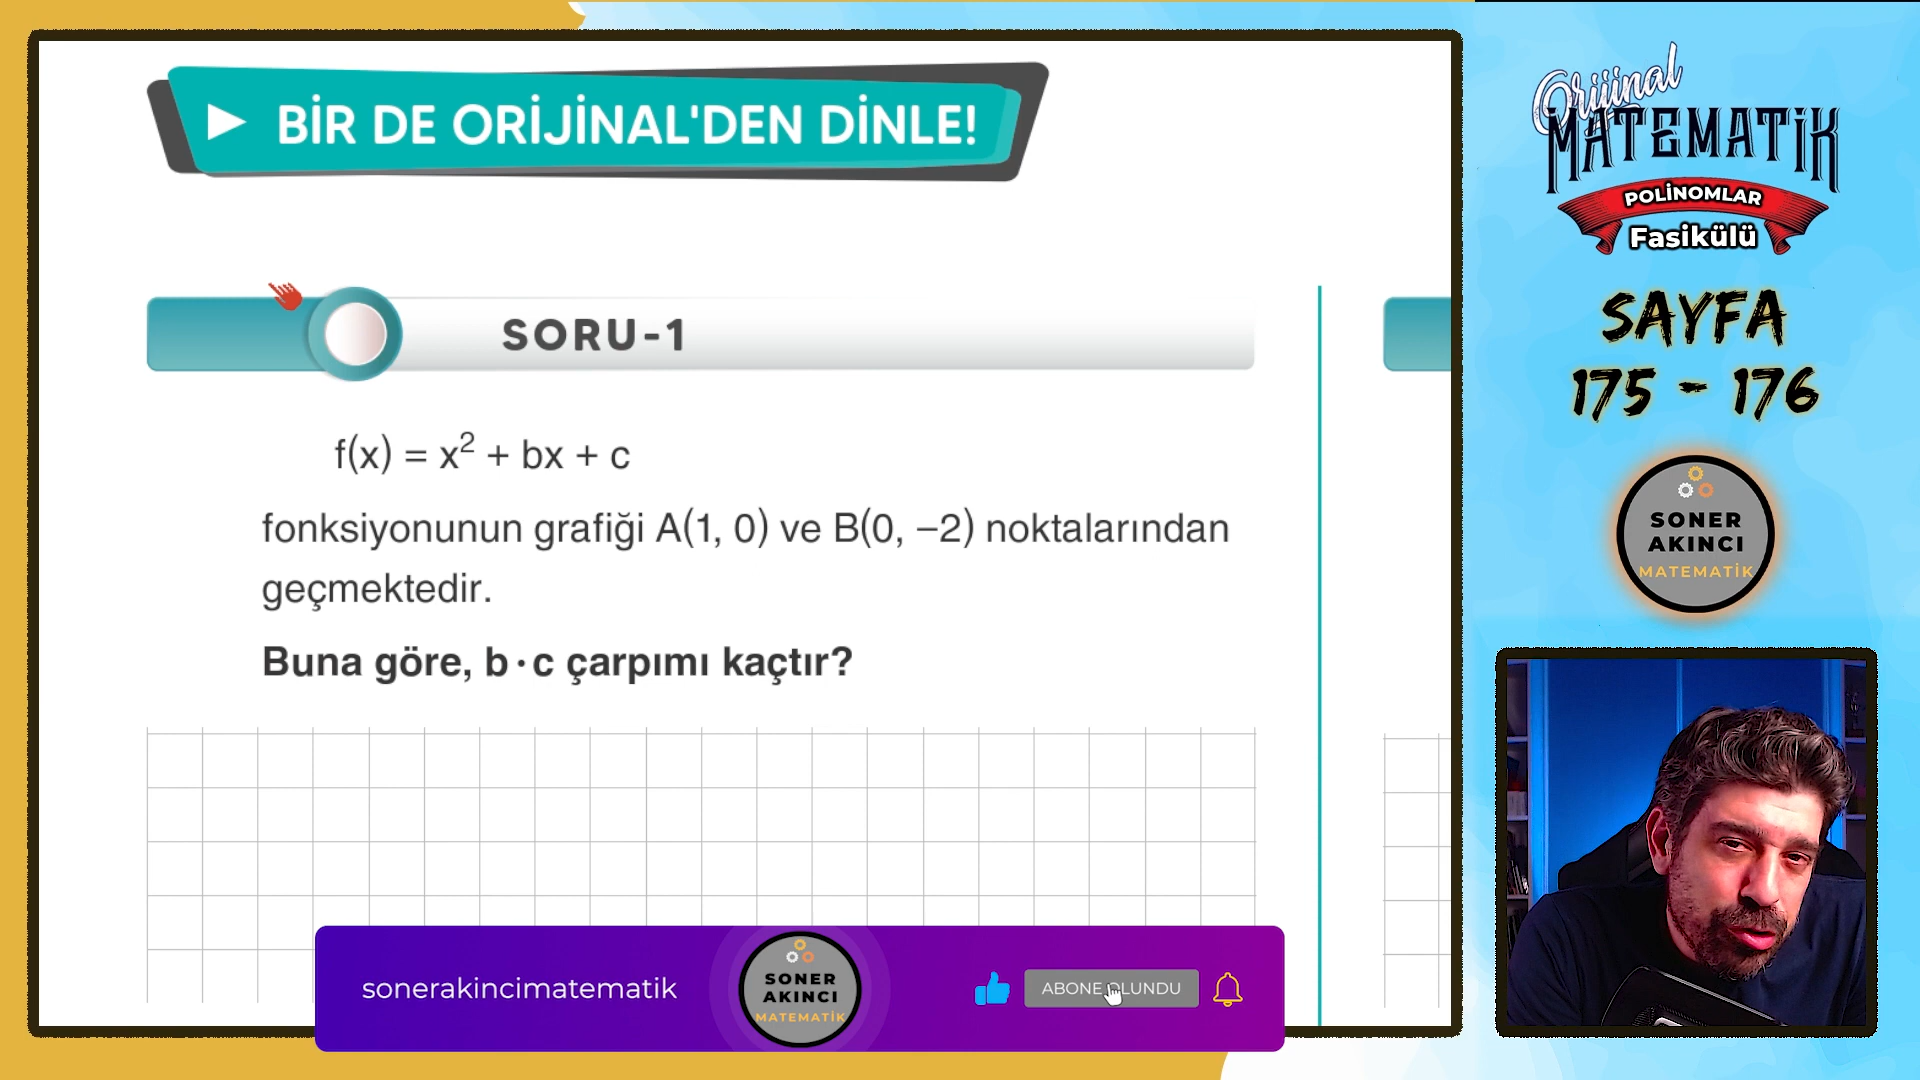 BİR DE ORİJİNAL'DEN DİNLE!
SORU-1
f(x) = x² + bx + c
fonksiyonunun grafiği A(1, 0) ve B(0, –2) noktalarından
geçmektedir.
Buna göre, b·c çarpımı kaçtır?
Orijinal
MATEMATİK
POLİNOMLAR
Fasikülü
SAYFA
175 - 176
SONER
AKINCI
MATEMATİK
sonerakincimatematik
SONER
AKINCI
MATEMATİK
ABONE OLUNDU